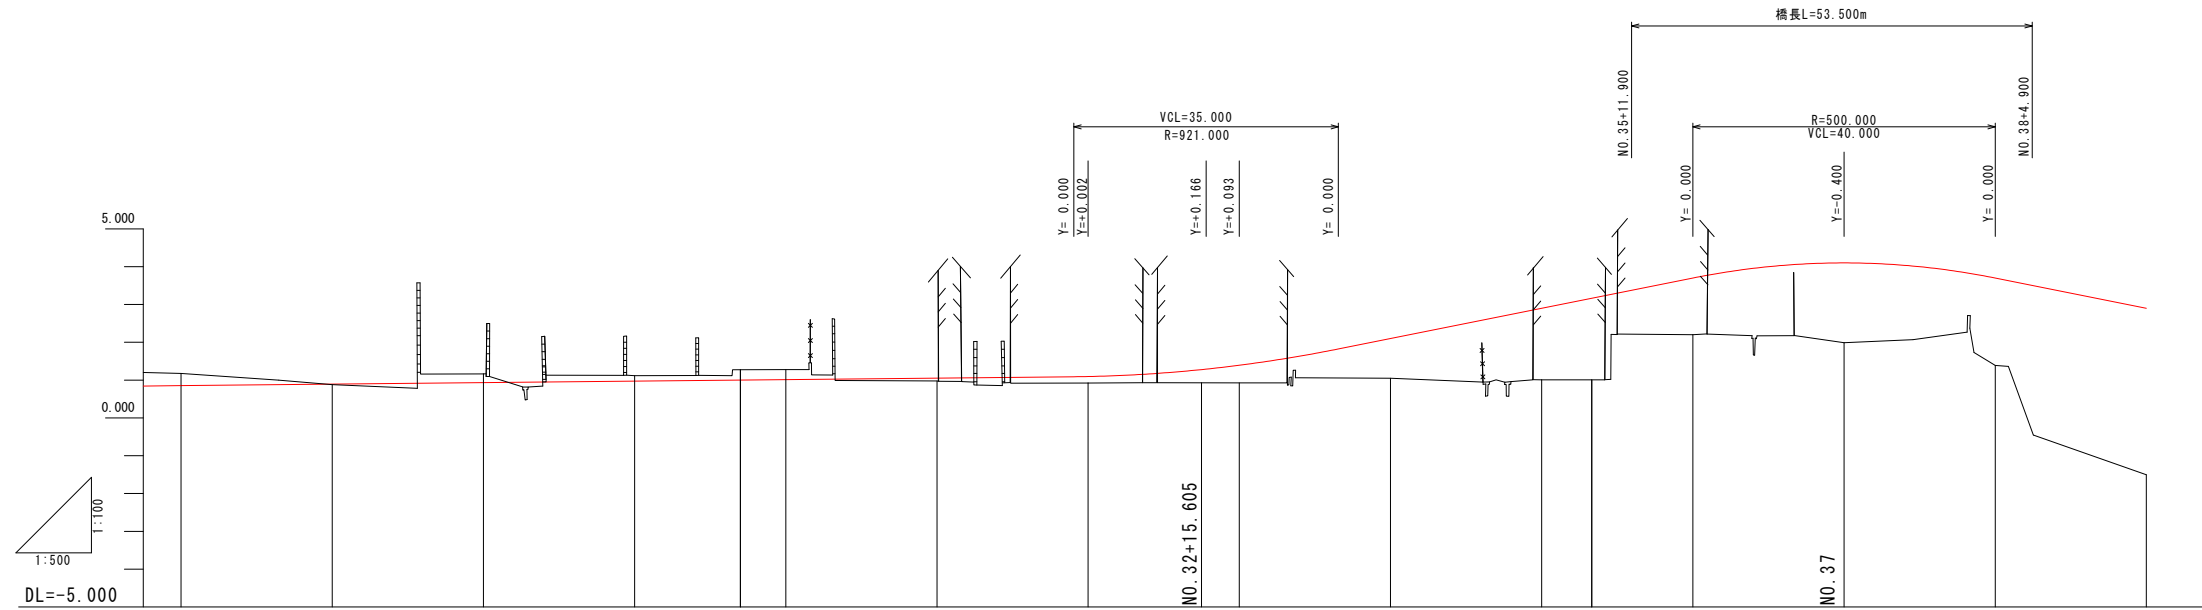 橋長L=53.500m
NO.35+11.900
NO.38+4.900
VCL=35.000
R=921.000
R=500.000
VCL=40.000
Y= 0.000
Y=+0.002
Y=+0.166
Y=+0.093
Y= 0.000
Y= 0.000
Y=-0.400
Y= 0.000
5.000
0.000
NO.32+15.605
NO.37
1:100
1:500
DL=-5.000